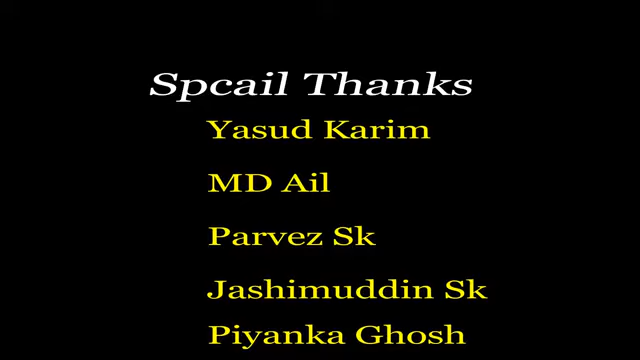 Spcail Thanks
Yasud Karim
MD Ail
Parvez Sk
Jashimuddin Sk
Piyanka Ghosh